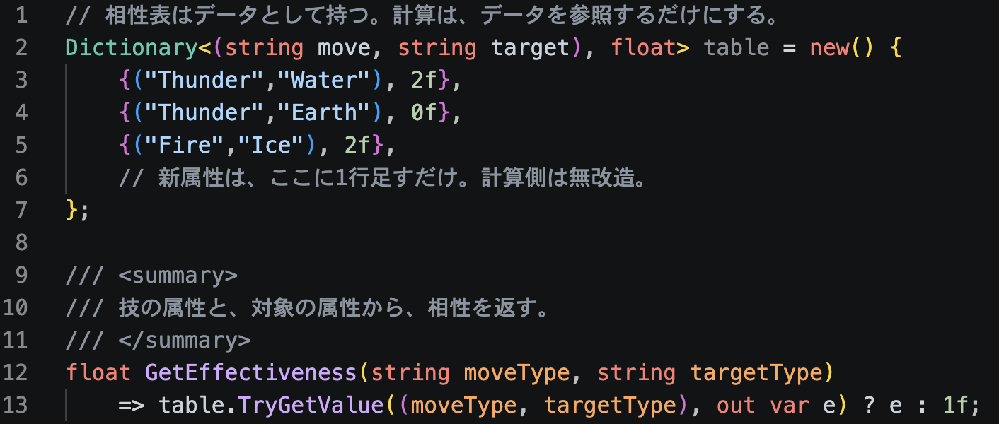 1 // 相性表はデータとして持つ。計算は、データを参照するだけにする。
2 Dictionary<(string move, string target), float> table = new() {
3     {("Thunder","Water"), 2f},
4     {("Thunder","Earth"), 0f},
5     {("Fire","Ice"), 2f},
6     // 新属性は、ここに1行足すだけ。計算側は無改造。
7 };
8
9 /// <summary>
10 /// 技の属性と、対象の属性から、相性を返す。
11 /// </summary>
12 float GetEffectiveness(string moveType, string targetType)
13     => table.TryGetValue((moveType, targetType), out var e) ? e : 1f;